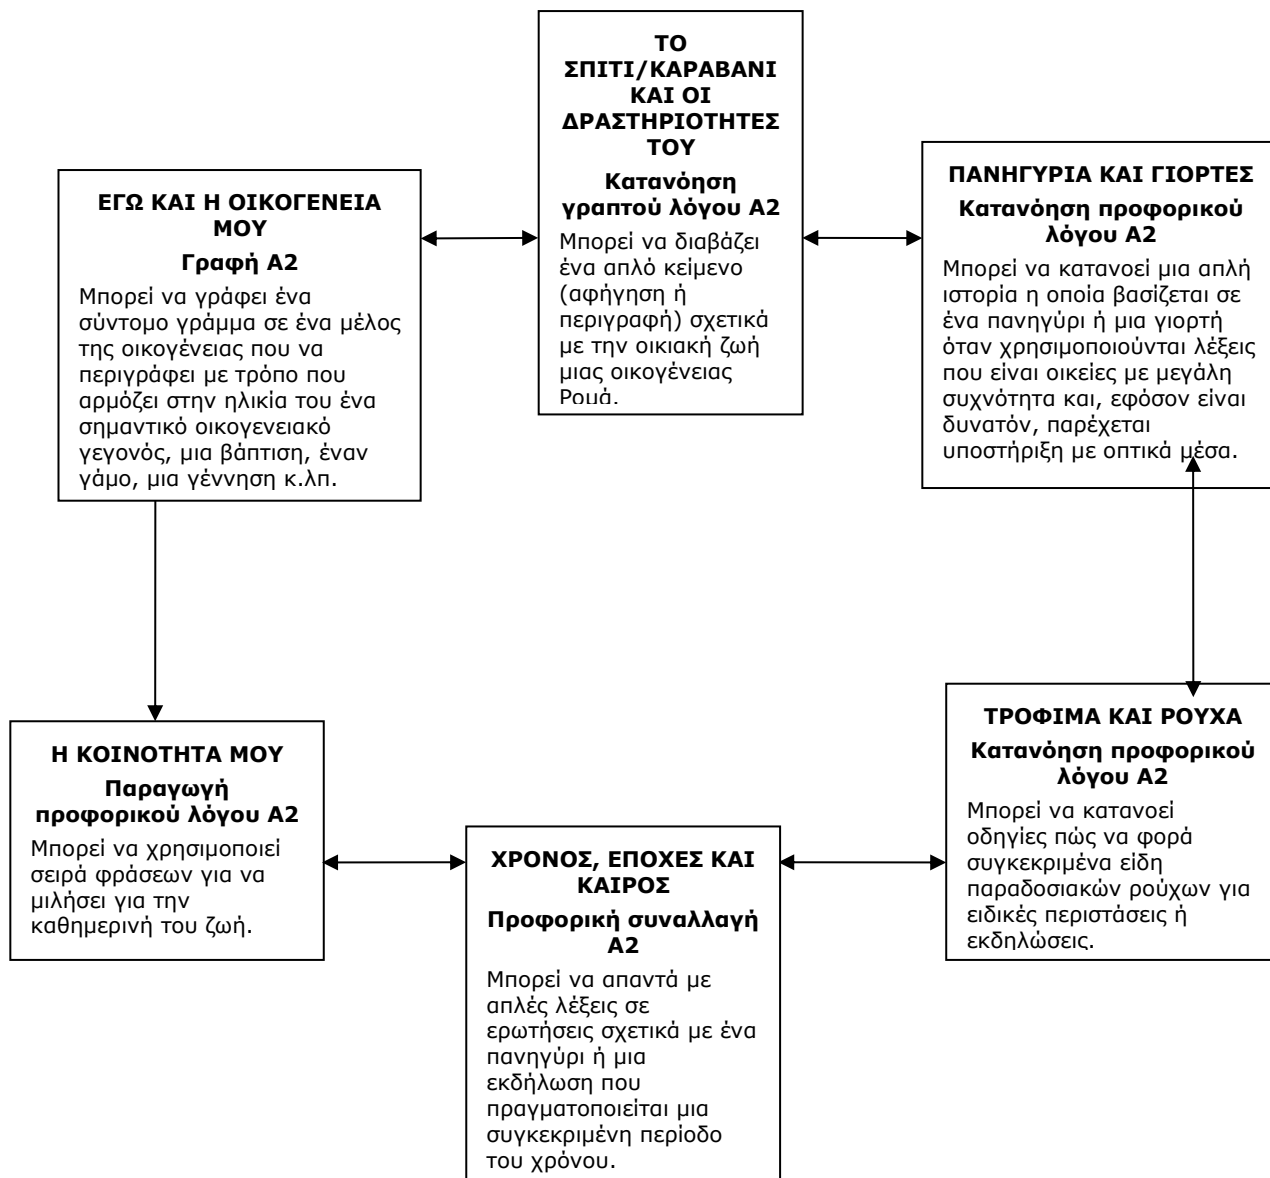 ΤΟ
ΣΠΙΤΙ/ΚΑΡΑΒΑΝΙ
ΚΑΙ ΟΙ
ΔΡΑΣΤΗΡΙΟΤΗΤΕΣ
ΤΟΥ
Κατανόηση
γραπτού λόγου Α2
Μπορεί να διαβάζει
ένα απλό κείμενο
(αφήγηση ή
περιγραφή) σχετικά
με την οικιακή ζωή
μιας οικογένειας
Ρομά.
ΕΓΩ ΚΑΙ Η ΟΙΚΟΓΕΝΕΙΑ
ΜΟΥ
Γραφή Α2
Μπορεί να γράφει ένα
σύντομο γράμμα σε ένα μέλος
της οικογένειας που να
περιγράφει με τρόπο που
αρμόζει στην ηλικία του ένα
σημαντικό οικογενειακό
γεγονός, μια βάπτιση, έναν
γάμο, μια γέννηση κ.λπ.
ΠΑΝΗΓΥΡΙΑ ΚΑΙ ΓΙΟΡΤΕΣ
Κατανόηση προφορικού
λόγου Α2
Μπορεί να κατανοεί μια απλή
ιστορία η οποία βασίζεται σε
ένα πανηγύρι ή μια γιορτή
όταν χρησιμοποιούνται λέξεις
που είναι οικείες με μεγάλη
συχνότητα και, εφόσον είναι
δυνατόν, παρέχεται
υποστήριξη με οπτικά μέσα.
Η ΚΟΙΝΟΤΗΤΑ ΜΟΥ
Παραγωγή
προφορικού λόγου Α2
Μπορεί να χρησιμοποιεί
σειρά φράσεων για να
μιλήσει για την
καθημερινή του ζωή.
ΧΡΟΝΟΣ, ΕΠΟΧΕΣ ΚΑΙ
ΚΑΙΡΟΣ
Προφορική συναλλαγή
Α2
Μπορεί να απαντά με
απλές λέξεις σε
ερωτήσεις σχετικά με ένα
πανηγύρι ή μια
εκδήλωση που
πραγματοποιείται μια
συγκεκριμένη περίοδο
του χρόνου.
ΤΡΟΦΙΜΑ ΚΑΙ ΡΟΥΧΑ
Κατανόηση προφορικού
λόγου Α2
Μπορεί να κατανοεί
οδηγίες πώς να φορά
συγκεκριμένα είδη
παραδοσιακών ρούχων για
ειδικές περιστάσεις ή
εκδηλώσεις.